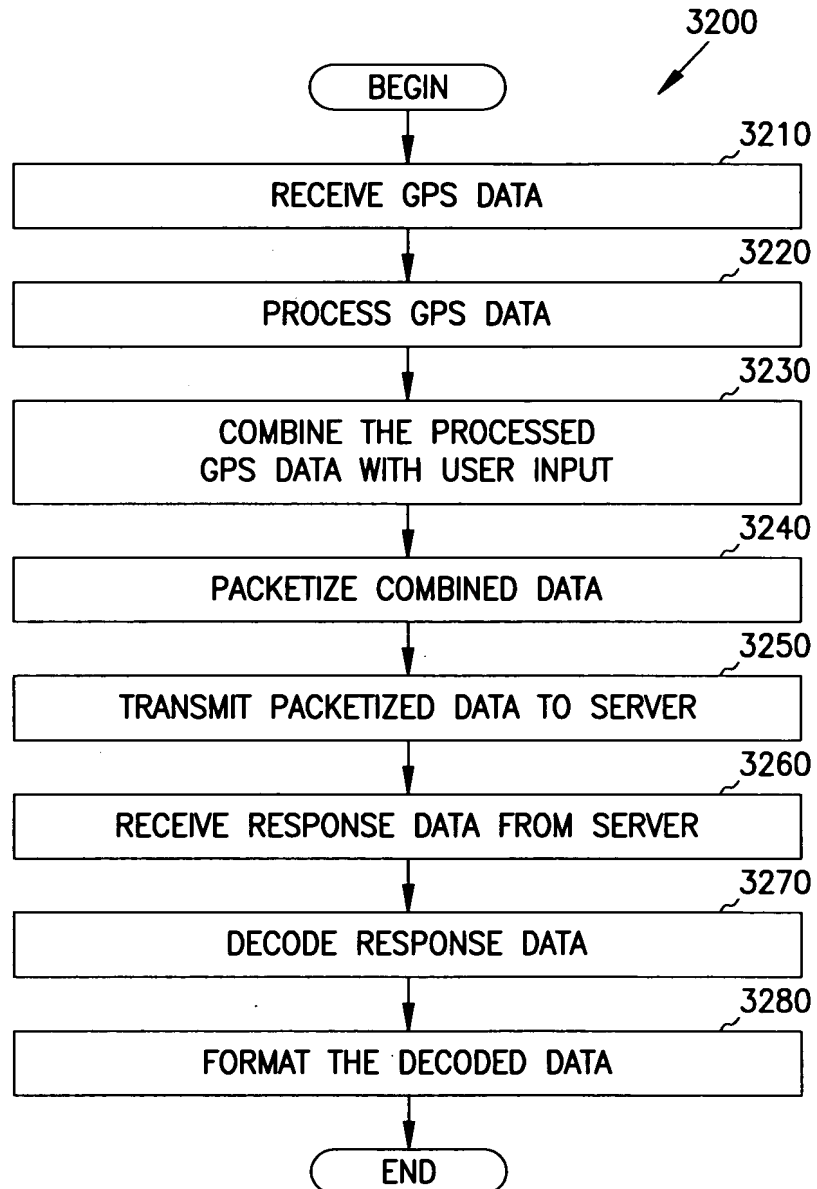 3200
BEGIN
3210
RECEIVE GPS DATA
3220
PROCESS GPS DATA
3230
COMBINE THE PROCESSED
GPS DATA WITH USER INPUT
3240
PACKETIZE COMBINED DATA
3250
TRANSMIT PACKETIZED DATA TO SERVER
3260
RECEIVE RESPONSE DATA FROM SERVER
3270
DECODE RESPONSE DATA
3280
FORMAT THE DECODED DATA
END